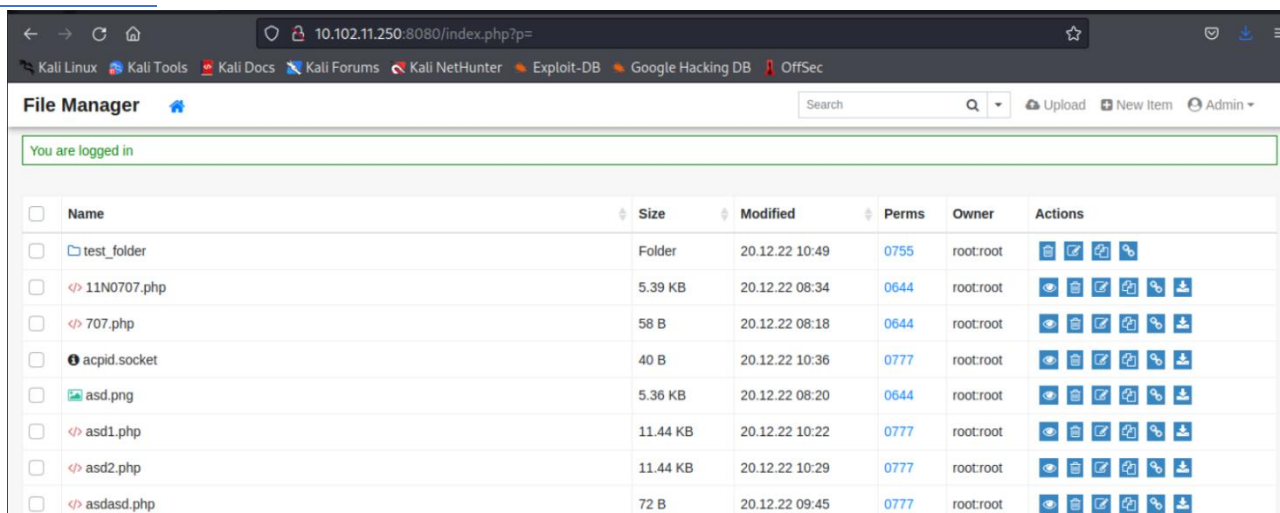 10.102.11.250:8080/index.php?p=
Kali Linux Kali Tools Kali Docs Kali Forums Kali NetHunter Exploit-DB Google Hacking DB OffSec
File Manager Search Upload New Item Admin
You are logged in
Name Size Modified Perms Owner Actions
test_folder Folder 20.12.22 10:49 0755 root:root
11N0707.php 5.39 KB 20.12.22 08:34 0644 root:root
707.php 58 B 20.12.22 08:18 0644 root:root
acpid.socket 40 B 20.12.22 10:36 0777 root:root
asd.png 5.36 KB 20.12.22 08:20 0644 root:root
asd1.php 11.44 KB 20.12.22 10:22 0777 root:root
asd2.php 11.44 KB 20.12.22 10:29 0777 root:root
asdasd.php 72 B 20.12.22 09:45 0777 root:root